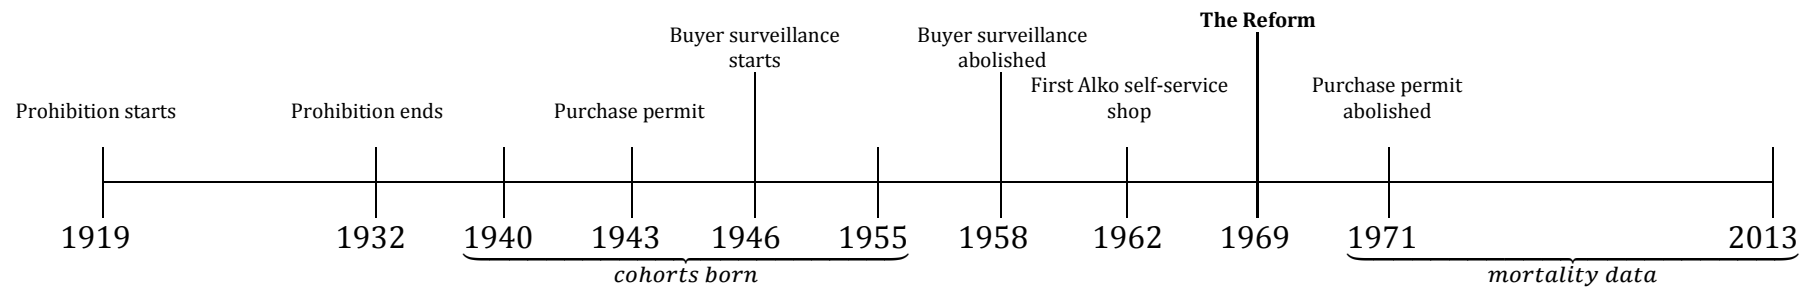 The Reform
Buyer surveillance
starts
Buyer surveillance
abolished
First Alko self-service
shop
Purchase permit
abolished
Prohibition starts
Prohibition ends
Purchase permit
1919
1932
1940
1943
1946
1955
1958
1962
1969
1971
2013
cohorts born
mortality data